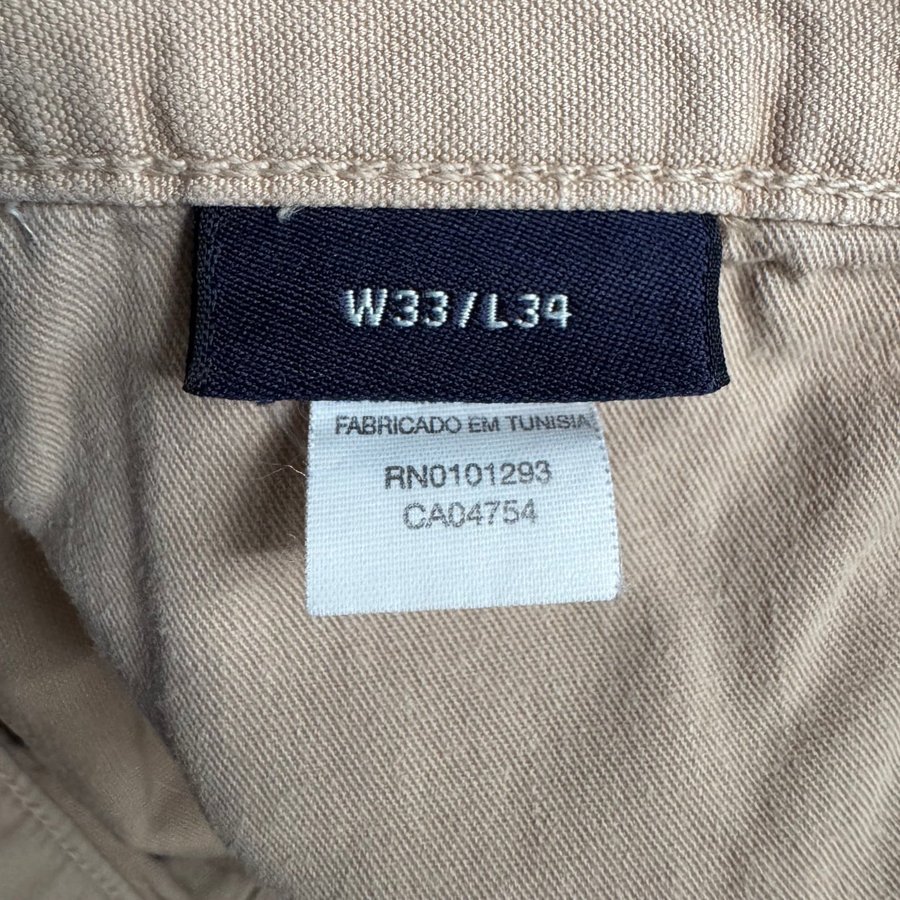 W33/L34
FABRICADO EM TUNISIA
RN0101293
CA04754